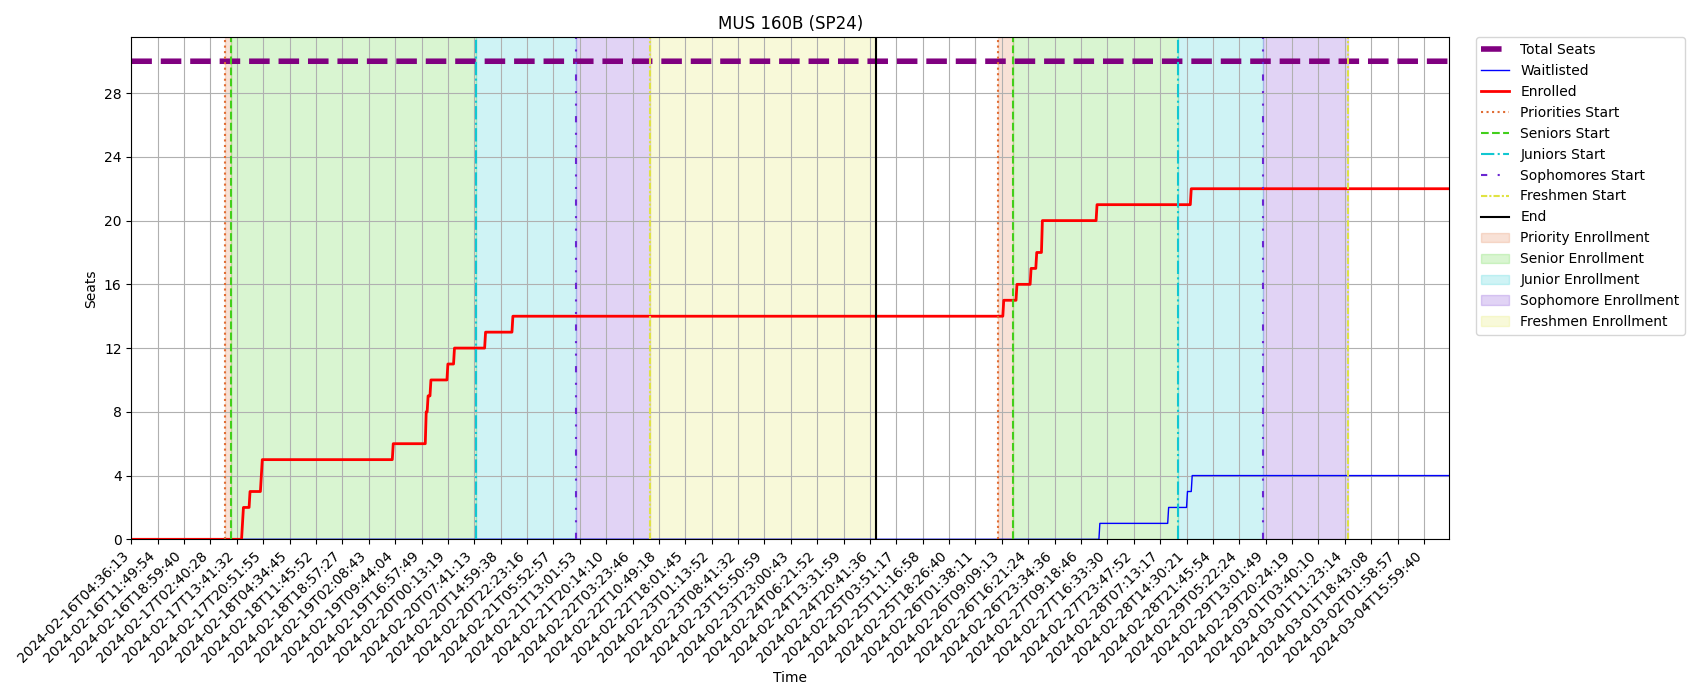 MUS 160B (SP24)
Seats
28
24
20
16
12
8
4
0
2024-02-16T04:36:13
2024-02-16T11:49:54
2024-02-16T18:59:40
2024-02-17T02:40:28
2024-02-17T13:41:32
2024-02-17T20:51:55
2024-02-18T04:34:45
2024-02-18T11:45:52
2024-02-18T18:57:27
2024-02-19T02:08:43
2024-02-19T09:44:04
2024-02-19T16:57:49
2024-02-20T00:13:19
2024-02-20T07:41:13
2024-02-20T14:59:38
2024-02-20T22:23:16
2024-02-21T05:52:57
2024-02-21T13:01:53
2024-02-21T20:14:10
2024-02-22T03:23:46
2024-02-22T10:49:18
2024-02-22T18:01:45
2024-02-23T01:13:52
2024-02-23T08:41:32
2024-02-23T15:50:59
2024-02-23T23:00:43
2024-02-24T06:21:52
2024-02-24T13:31:59
2024-02-24T20:41:36
2024-02-25T03:51:17
2024-02-25T11:16:58
2024-02-25T18:26:40
2024-02-26T01:38:11
2024-02-26T09:09:13
2024-02-26T16:21:24
2024-02-26T23:34:36
2024-02-27T09:18:46
2024-02-27T16:33:30
2024-02-27T23:47:52
2024-02-28T07:13:17
2024-02-28T14:30:21
2024-02-28T21:45:54
2024-02-29T05:22:24
2024-02-29T13:01:49
2024-02-29T20:24:19
2024-03-01T03:40:10
2024-03-01T11:23:14
2024-03-01T18:43:08
2024-03-02T01:58:57
2024-03-04T15:59:40
Time
Total Seats
Waitlisted
Enrolled
Priorities Start
Seniors Start
Juniors Start
Sophomores Start
Freshmen Start
End
Priority Enrollment
Senior Enrollment
Junior Enrollment
Sophomore Enrollment
Freshmen Enrollment